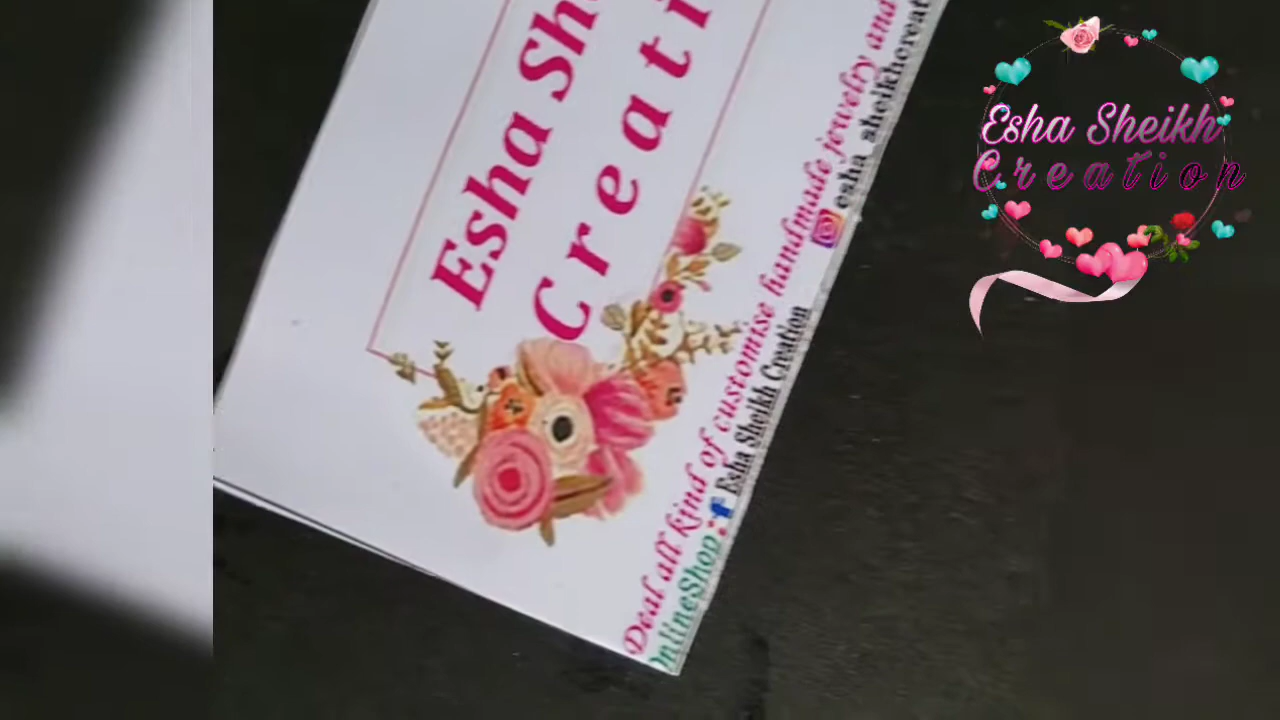 Esha Sh
Creati
Deal all kind of customise handmade jewelry and
OnlineShop: f Esha Sheikh Creation
esha_sheikhcreat
Esha Sheikh
Creation